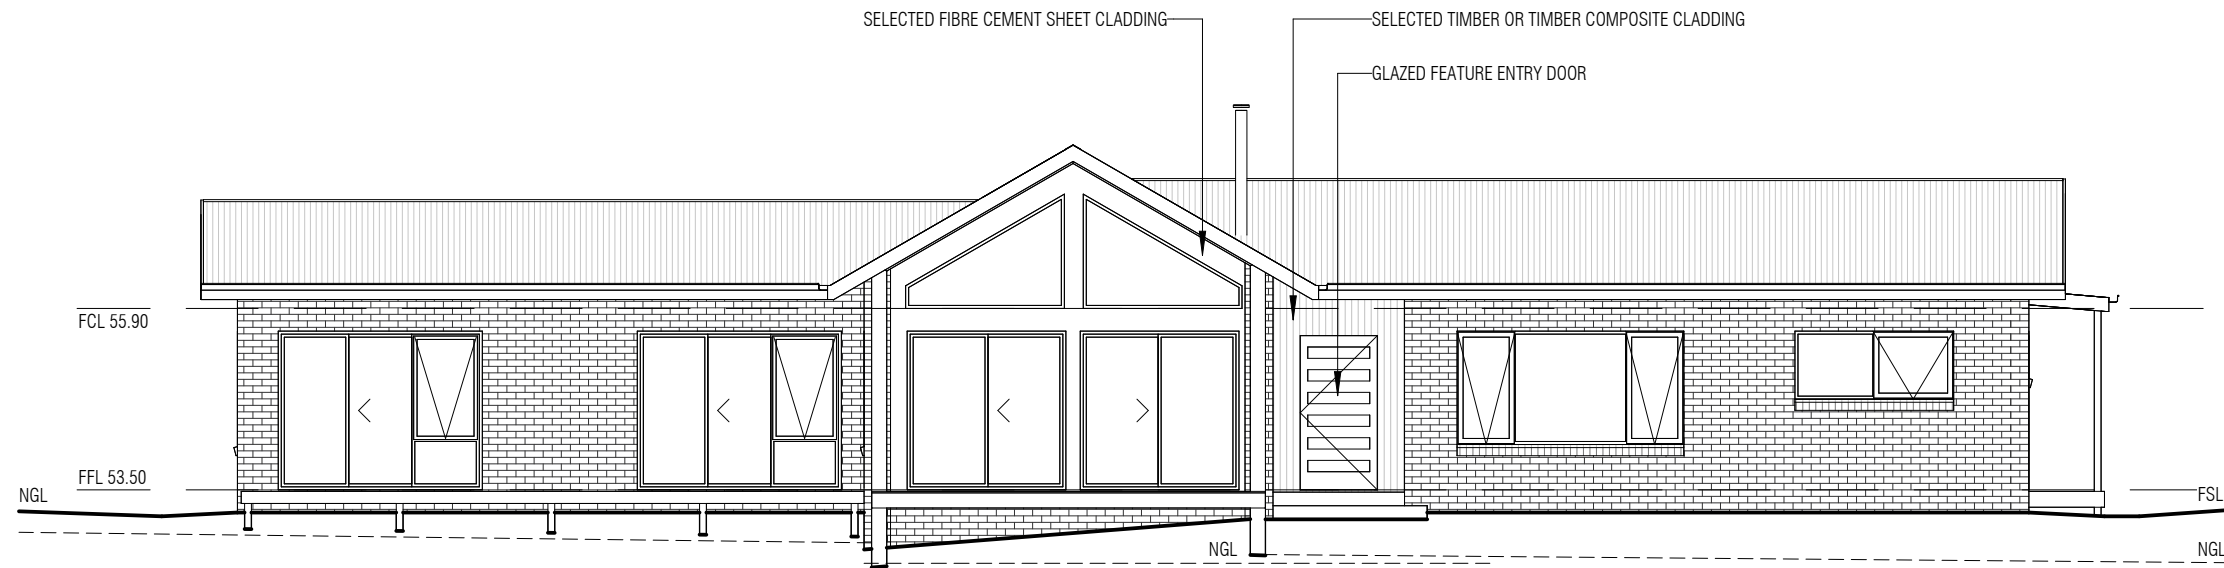 SELECTED FIBRE CEMENT SHEET CLADDING
SELECTED TIMBER OR TIMBER COMPOSITE CLADDING
GLAZED FEATURE ENTRY DOOR
FCL 55.90
FFL 53.50
NGL
FSL
NGL
NGL